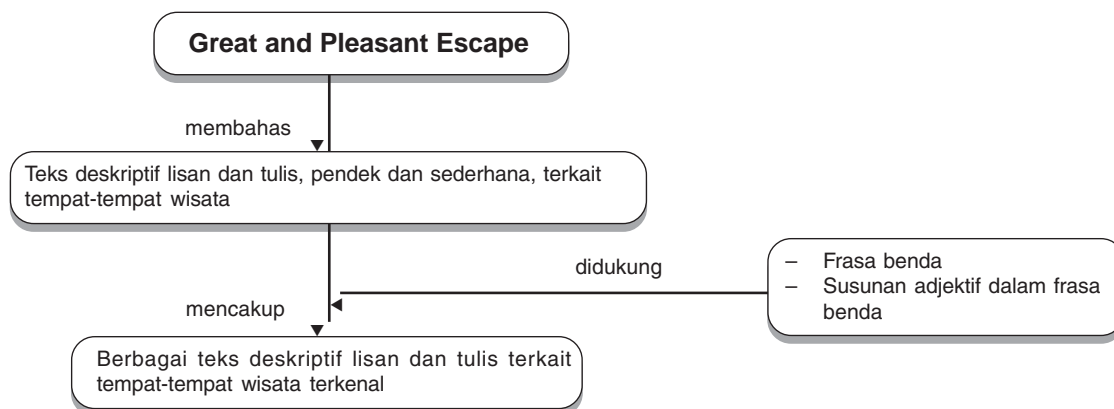 Great and Pleasant Escape
membahas
Teks deskriptif lisan dan tulis, pendek dan sederhana, terkait
tempat-tempat wisata
didukung
– Frasa benda
– Susunan adjektif dalam frasa
benda
mencakup
Berbagai teks deskriptif lisan dan tulis terkait
tempat-tempat wisata terkenal